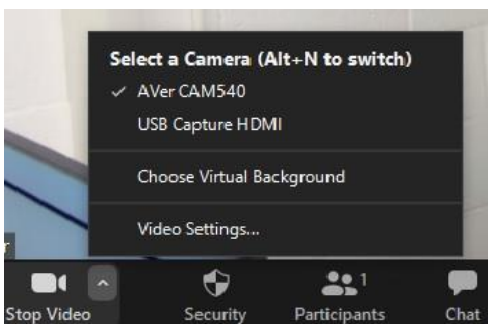 Select a Camera (Alt+N to switch)
AVer CAM540
USB Capture HDMI
Choose Virtual Background
Video Settings...
r
1
Stop Video
Security
Participants
Chat